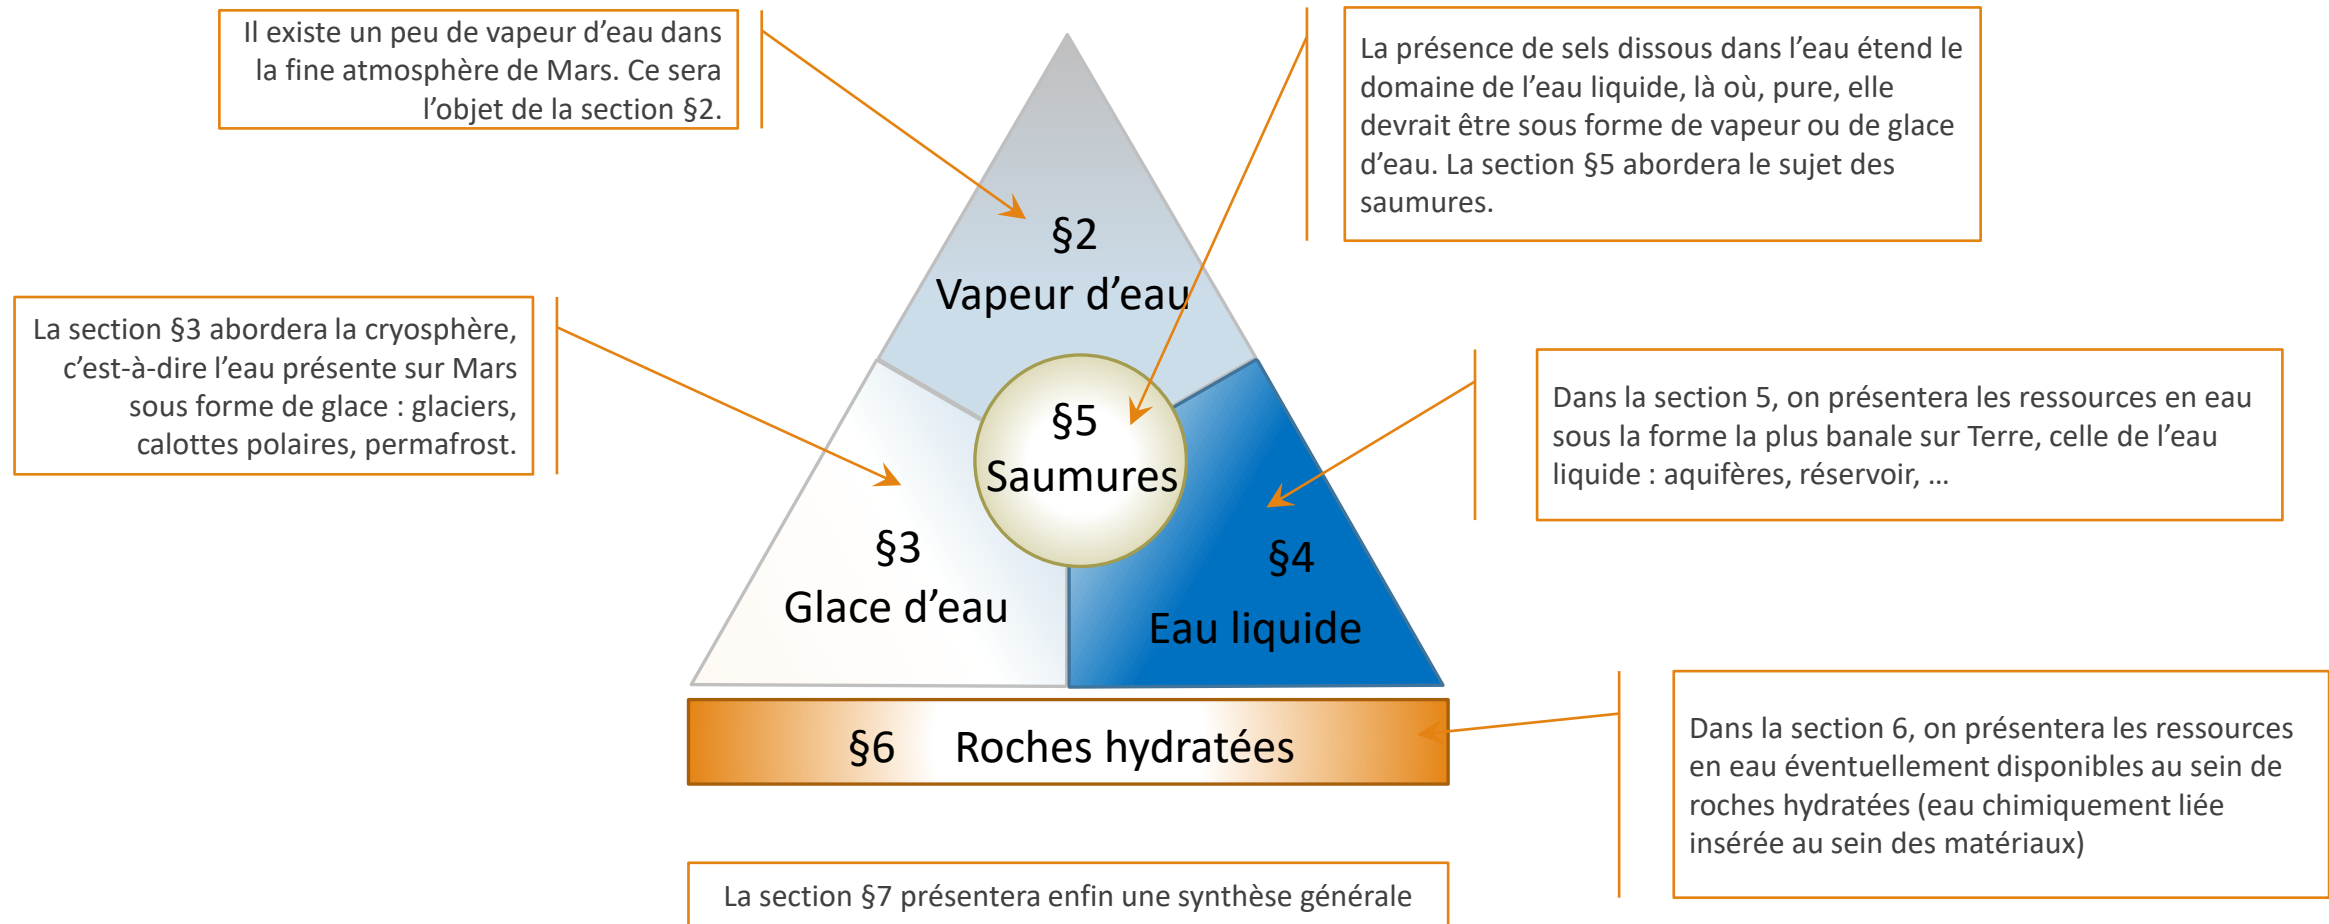 Il existe un peu de vapeur d’eau dans
la fine atmosphère de Mars. Ce sera
l’objet de la section §2.
La présence de sels dissous dans l’eau étend le
domaine de l’eau liquide, là où, pure, elle
devrait être sous forme de vapeur ou de glace
d’eau. La section §5 abordera le sujet des
saumures.
§2
Vapeur d’eau
La section §3 abordera la cryosphère,
c’est-à-dire l’eau présente sur Mars
sous forme de glace : glaciers,
calottes polaires, permafrost.
§5
Saumures
Dans la section 5, on présentera les ressources en eau
sous la forme la plus banale sur Terre, celle de l’eau
liquide : aquifères, réservoir, …
§3
Glace d’eau
§4
Eau liquide
§6 Roches hydratées
Dans la section 6, on présentera les ressources
en eau éventuellement disponibles au sein de
roches hydratées (eau chimiquement liée
insérée au sein des matériaux)
La section §7 présentera enfin une synthèse générale